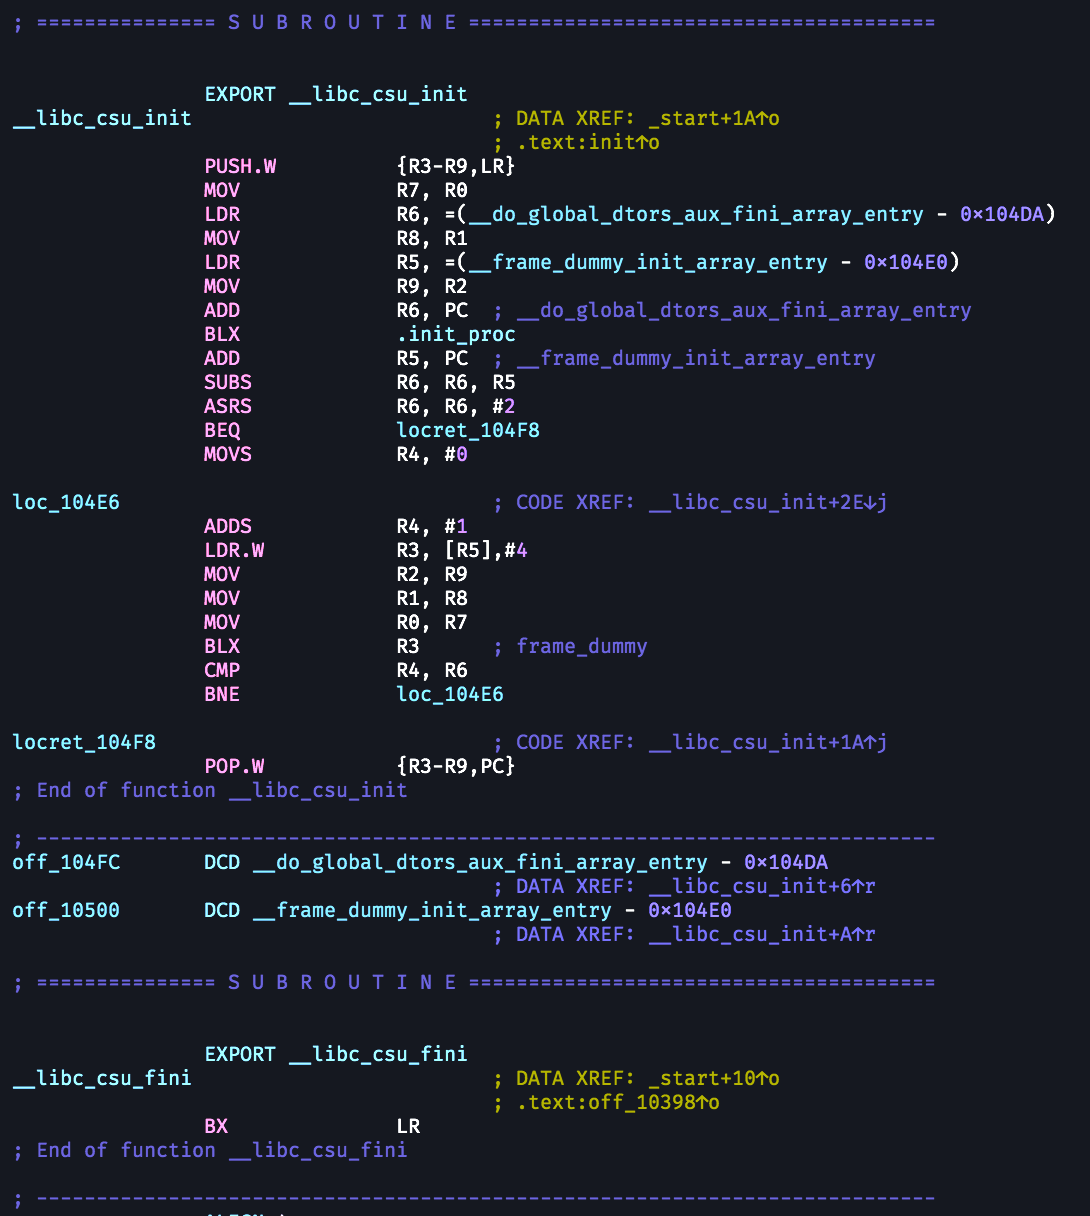 ; =============== S U B R O U T I N E =======================================
EXPORT __libc_csu_init
__libc_csu_init ; DATA XREF: _start+1A↑o
; .text:init↑o
PUSH.W {R3-R9,LR}
MOV R7, R0
LDR R6, =(__do_global_dtors_aux_fini_array_entry - 0x104DA)
MOV R8, R1
LDR R5, =(__frame_dummy_init_array_entry - 0x104E0)
MOV R9, R2
ADD R6, PC ; __do_global_dtors_aux_fini_array_entry
BLX .init_proc
ADD R5, PC ; __frame_dummy_init_array_entry
SUBS R6, R6, R5
ASRS R6, R6, #2
BEQ locret_104F8
MOVS R4, #0
loc_104E6 ; CODE XREF: __libc_csu_init+2E↓j
ADDS R4, #1
LDR.W R3, [R5],#4
MOV R2, R9
MOV R1, R8
MOV R0, R7
BLX R3 ; frame_dummy
CMP R4, R6
BNE loc_104E6
locret_104F8 ; CODE XREF: __libc_csu_init+1A↑j
POP.W {R3-R9,PC}
; End of function __libc_csu_init
; ---------------------------------------------------------------------------
off_104FC DCD __do_global_dtors_aux_fini_array_entry - 0x104DA
; DATA XREF: __libc_csu_init+6↑r
off_10500 DCD __frame_dummy_init_array_entry - 0x104E0
; DATA XREF: __libc_csu_init+A↑r
; =============== S U B R O U T I N E =======================================
EXPORT __libc_csu_fini
__libc_csu_fini ; DATA XREF: _start+10↑o
; .text:off_10398↑o
BX LR
; End of function __libc_csu_fini
; ---------------------------------------------------------------------------